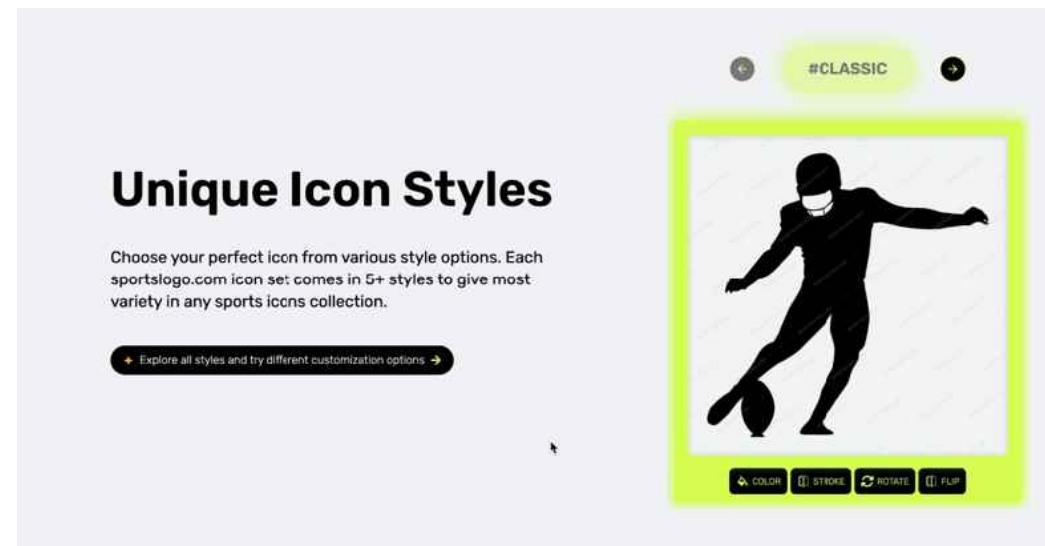 #CLASSIC
Unique Icon Styles
Choose your perfect icon from various style options. Each
sportslogo.com icon set comes in 5+ styles to give most
variety in any sports icons collection.
Explore all styles and try different customization options
COLOR
STROKE
ROTATE
FLIP